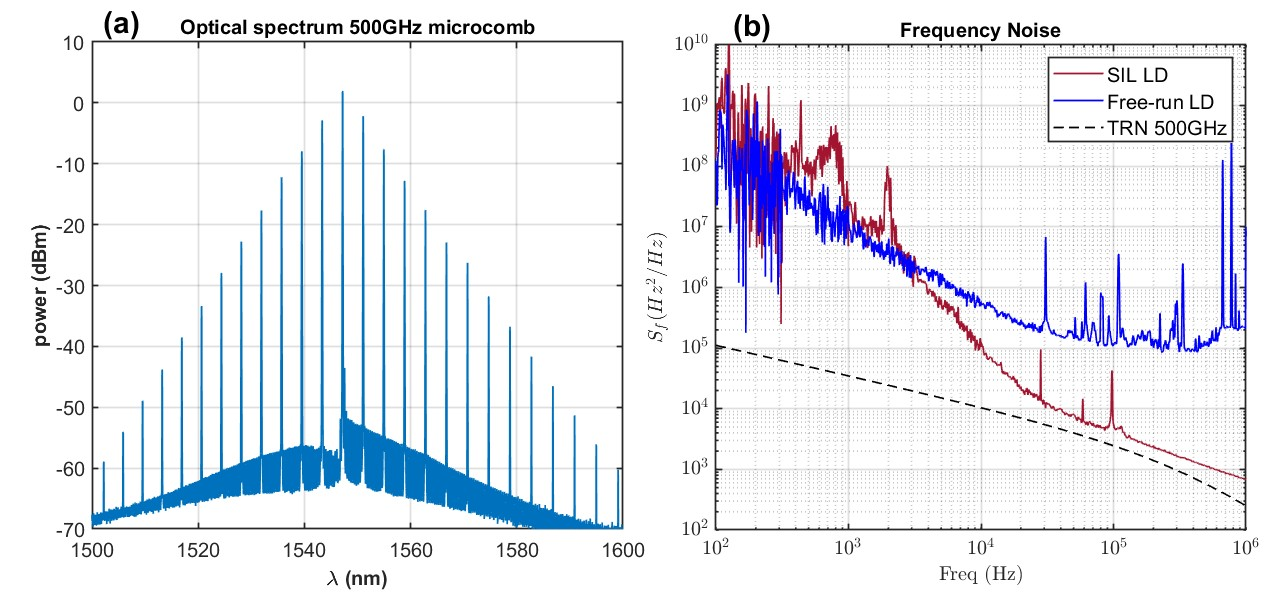 (a)
Optical spectrum 500GHz microcomb
10
0
-10
-20
-30
-40
-50
-60
-70
power (dBm)
1500
1520
1540
1560
1580
1600
λ (nm)
(b)
Frequency Noise
SIL LD
Free-run LD
TRN 500GHz
10^10
10^9
10^8
10^7
10^6
10^5
10^4
10^3
10^2
S_f(Hz^2/Hz)
10^2
10^3
10^4
10^5
10^6
Freq (Hz)